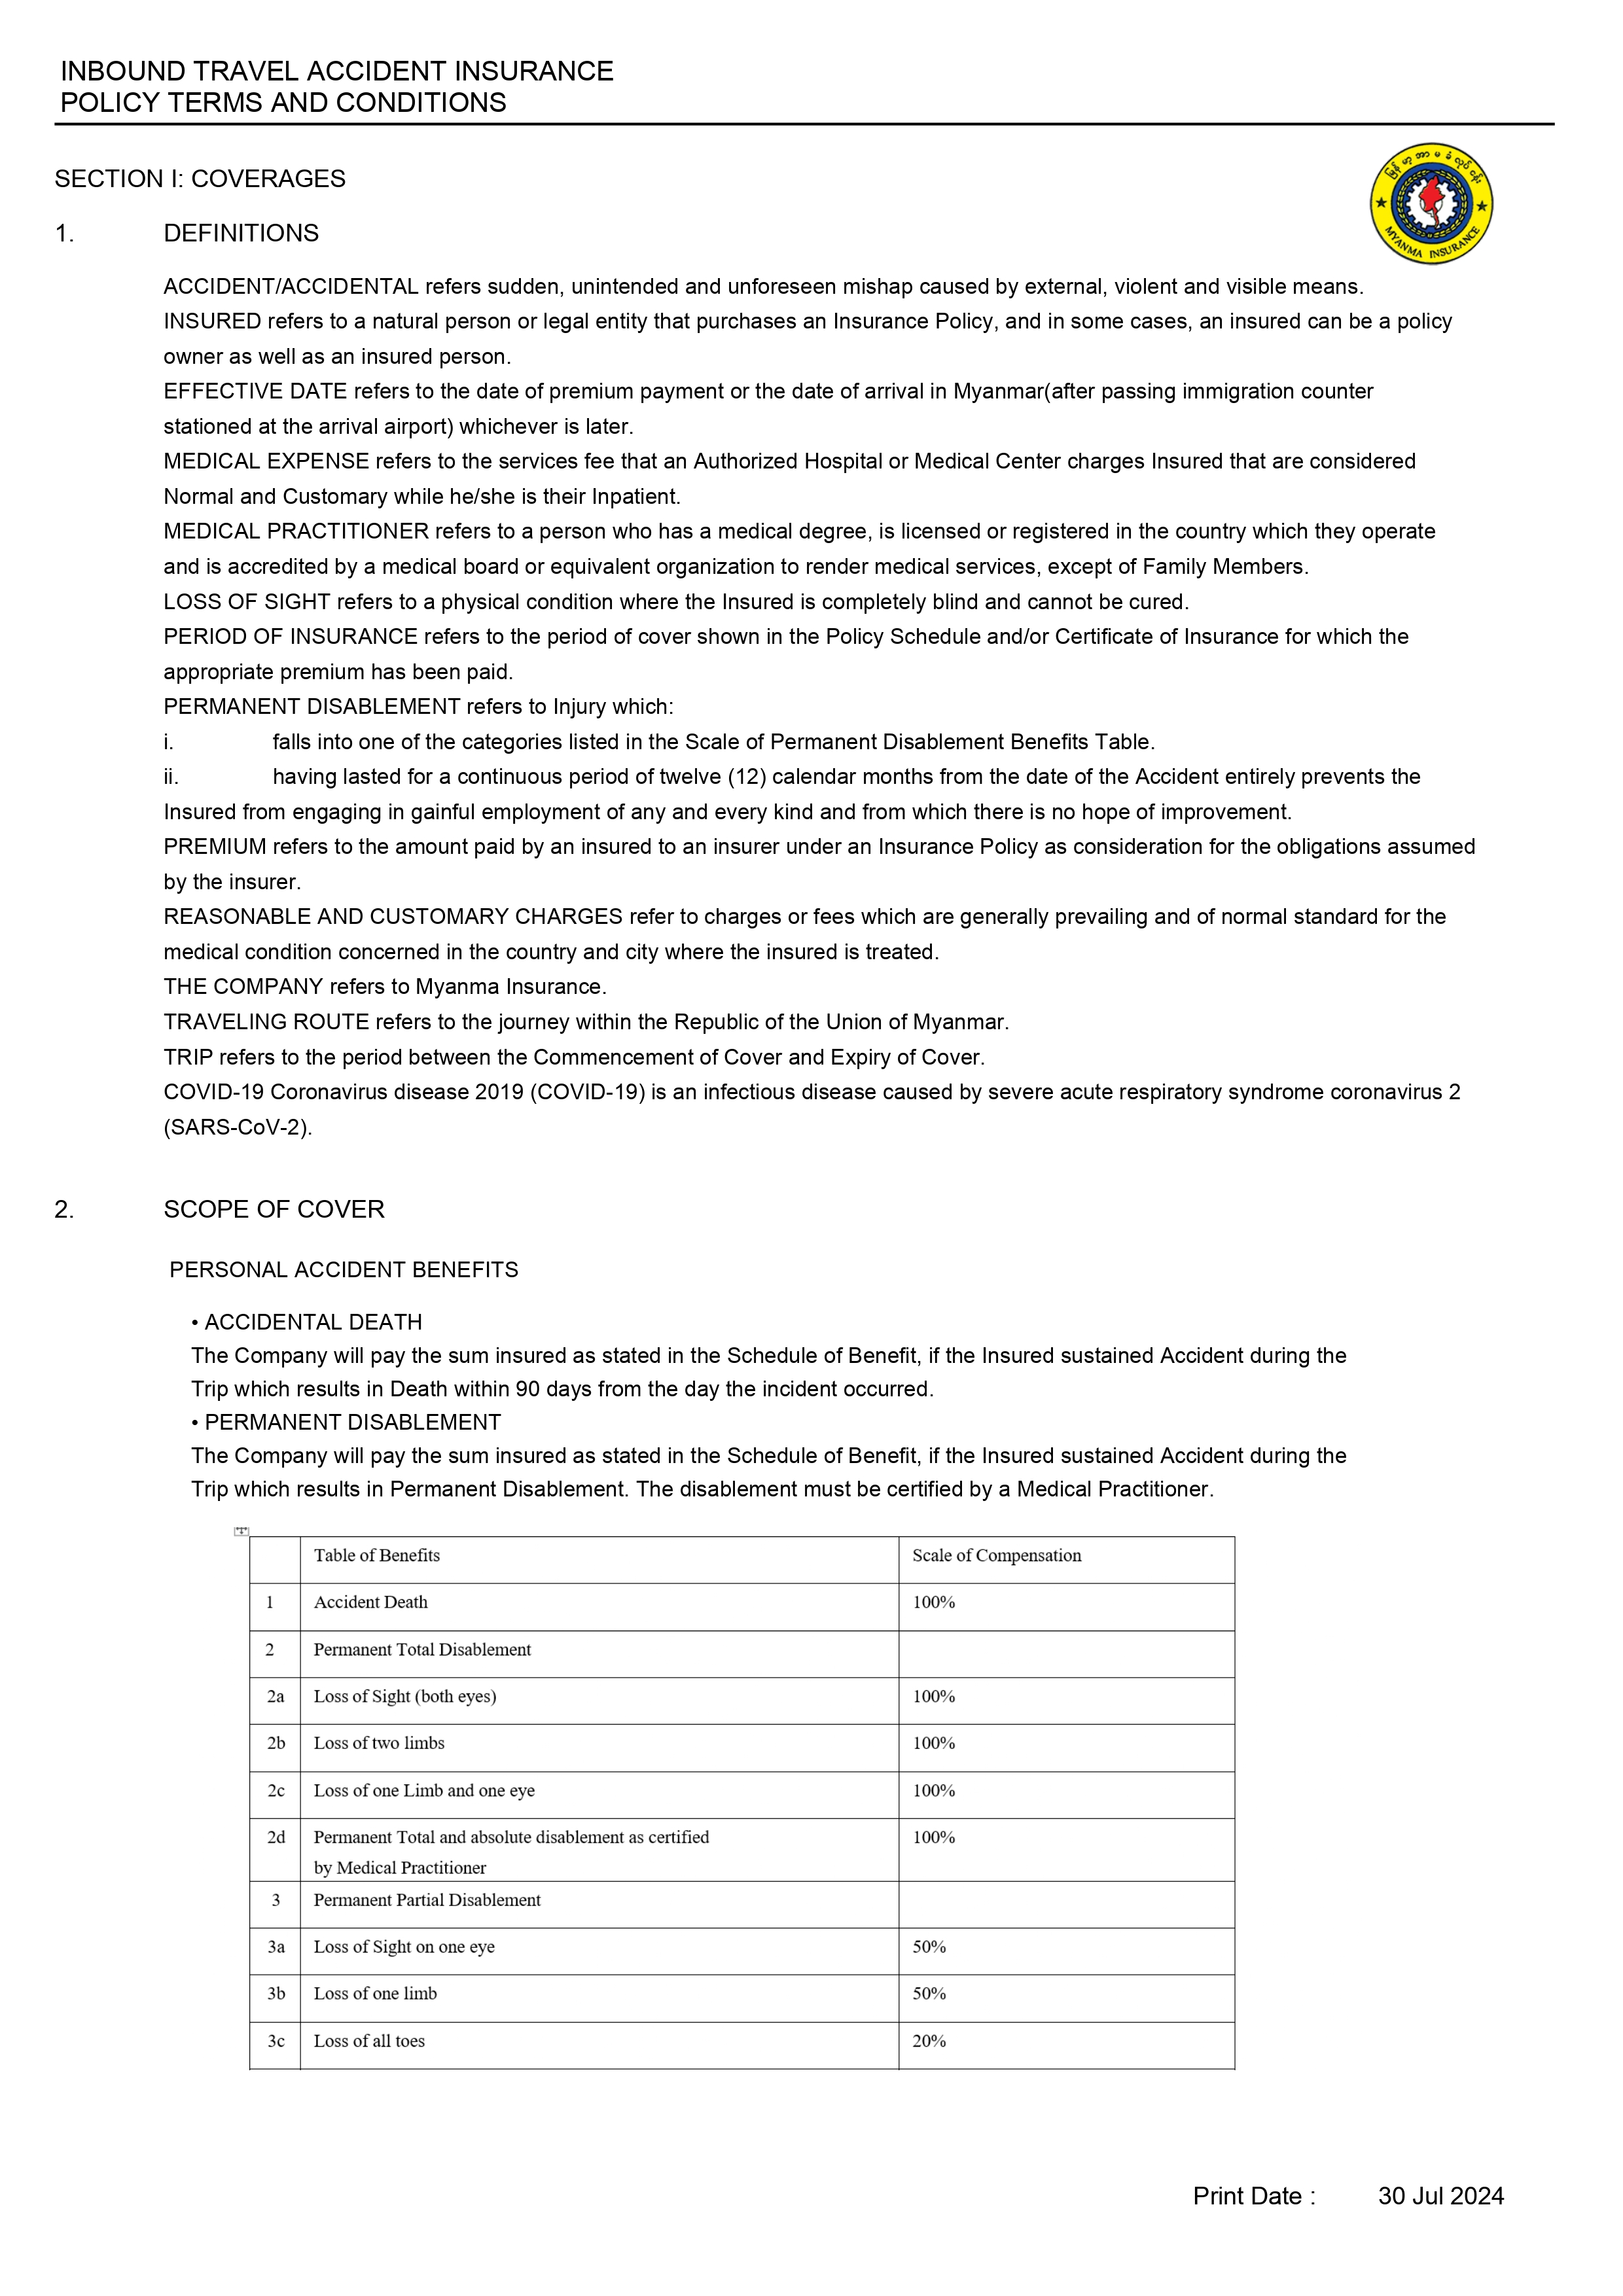 INBOUND TRAVEL ACCIDENT INSURANCE
POLICY TERMS AND CONDITIONS
SECTION I: COVERAGES
မြန်မာ့အာမခံလုပ်ငန်း
MYANMA INSURANCE
1. DEFINITIONS
ACCIDENT/ACCIDENTAL refers sudden, unintended and unforeseen mishap caused by external, violent and visible means.
INSURED refers to a natural person or legal entity that purchases an Insurance Policy, and in some cases, an insured can be a policy
owner as well as an insured person.
EFFECTIVE DATE refers to the date of premium payment or the date of arrival in Myanmar(after passing immigration counter
stationed at the arrival airport) whichever is later.
MEDICAL EXPENSE refers to the services fee that an Authorized Hospital or Medical Center charges Insured that are considered
Normal and Customary while he/she is their Inpatient.
MEDICAL PRACTITIONER refers to a person who has a medical degree, is licensed or registered in the country which they operate
and is accredited by a medical board or equivalent organization to render medical services, except of Family Members.
LOSS OF SIGHT refers to a physical condition where the Insured is completely blind and cannot be cured.
PERIOD OF INSURANCE refers to the period of cover shown in the Policy Schedule and/or Certificate of Insurance for which the
appropriate premium has been paid.
PERMANENT DISABLEMENT refers to Injury which:
i. falls into one of the categories listed in the Scale of Permanent Disablement Benefits Table.
ii. having lasted for a continuous period of twelve (12) calendar months from the date of the Accident entirely prevents the
Insured from engaging in gainful employment of any and every kind and from which there is no hope of improvement.
PREMIUM refers to the amount paid by an insured to an insurer under an Insurance Policy as consideration for the obligations assumed
by the insurer.
REASONABLE AND CUSTOMARY CHARGES refer to charges or fees which are generally prevailing and of normal standard for the
medical condition concerned in the country and city where the insured is treated.
THE COMPANY refers to Myanma Insurance.
TRAVELING ROUTE refers to the journey within the Republic of the Union of Myanmar.
TRIP refers to the period between the Commencement of Cover and Expiry of Cover.
COVID-19 Coronavirus disease 2019 (COVID-19) is an infectious disease caused by severe acute respiratory syndrome coronavirus 2
(SARS-CoV-2).
2. SCOPE OF COVER
PERSONAL ACCIDENT BENEFITS
• ACCIDENTAL DEATH
The Company will pay the sum insured as stated in the Schedule of Benefit, if the Insured sustained Accident during the
Trip which results in Death within 90 days from the day the incident occurred.
• PERMANENT DISABLEMENT
The Company will pay the sum insured as stated in the Schedule of Benefit, if the Insured sustained Accident during the
Trip which results in Permanent Disablement. The disablement must be certified by a Medical Practitioner.
Table of Benefits Scale of Compensation
1 Accident Death 100%
2 Permanent Total Disablement
2a Loss of Sight (both eyes) 100%
2b Loss of two limbs 100%
2c Loss of one Limb and one eye 100%
2d Permanent Total and absolute disablement as certified 100%
by Medical Practitioner
3 Permanent Partial Disablement
3a Loss of Sight on one eye 50%
3b Loss of one limb 50%
3c Loss of all toes 20%
Print Date : 30 Jul 2024